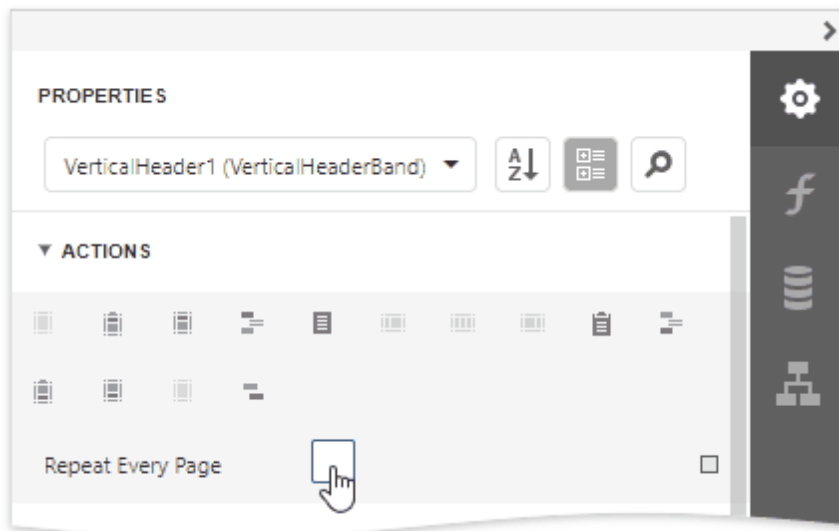 PROPERTIES
VerticalHeader1 (VerticalHeaderBand)
A
Z
ACTIONS
Repeat Every Page